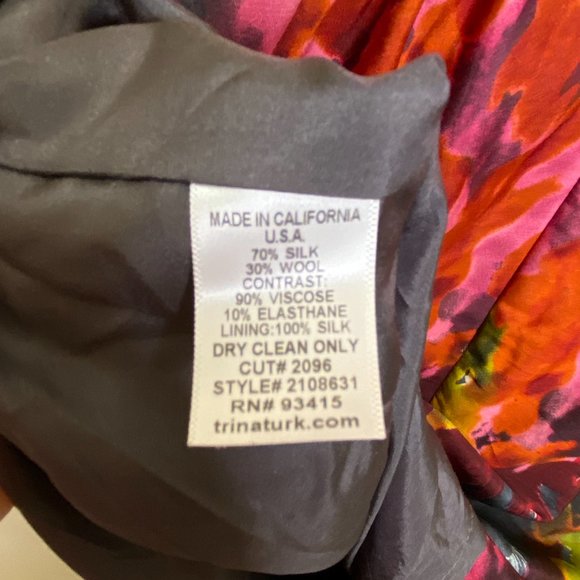 MADE IN CALIFORNIA
U.S.A.
70% SILK
30% WOOL
CONTRAST:
90% VISCOSE
10% ELASTHANE
LINING:100% SILK
DRY CLEAN ONLY
CUT# 2096
STYLE# 2108631
RN# 93415
trinaturk.com